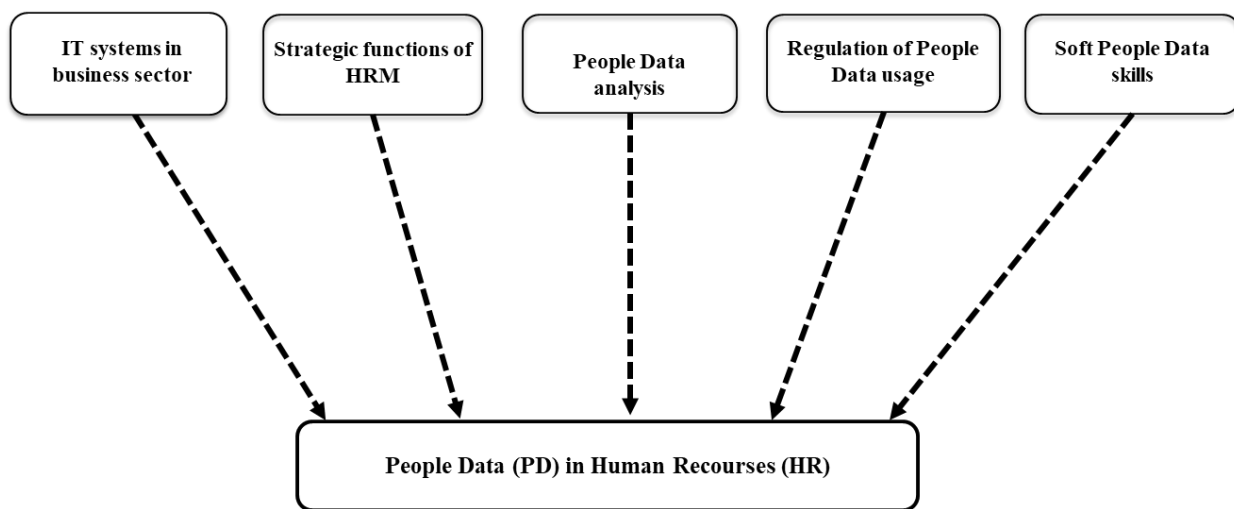 IT systems in
business sector
Strategic functions of
HRM
People Data
analysis
Regulation of People
Data usage
Soft People Data
skills
People Data (PD) in Human Recourses (HR)